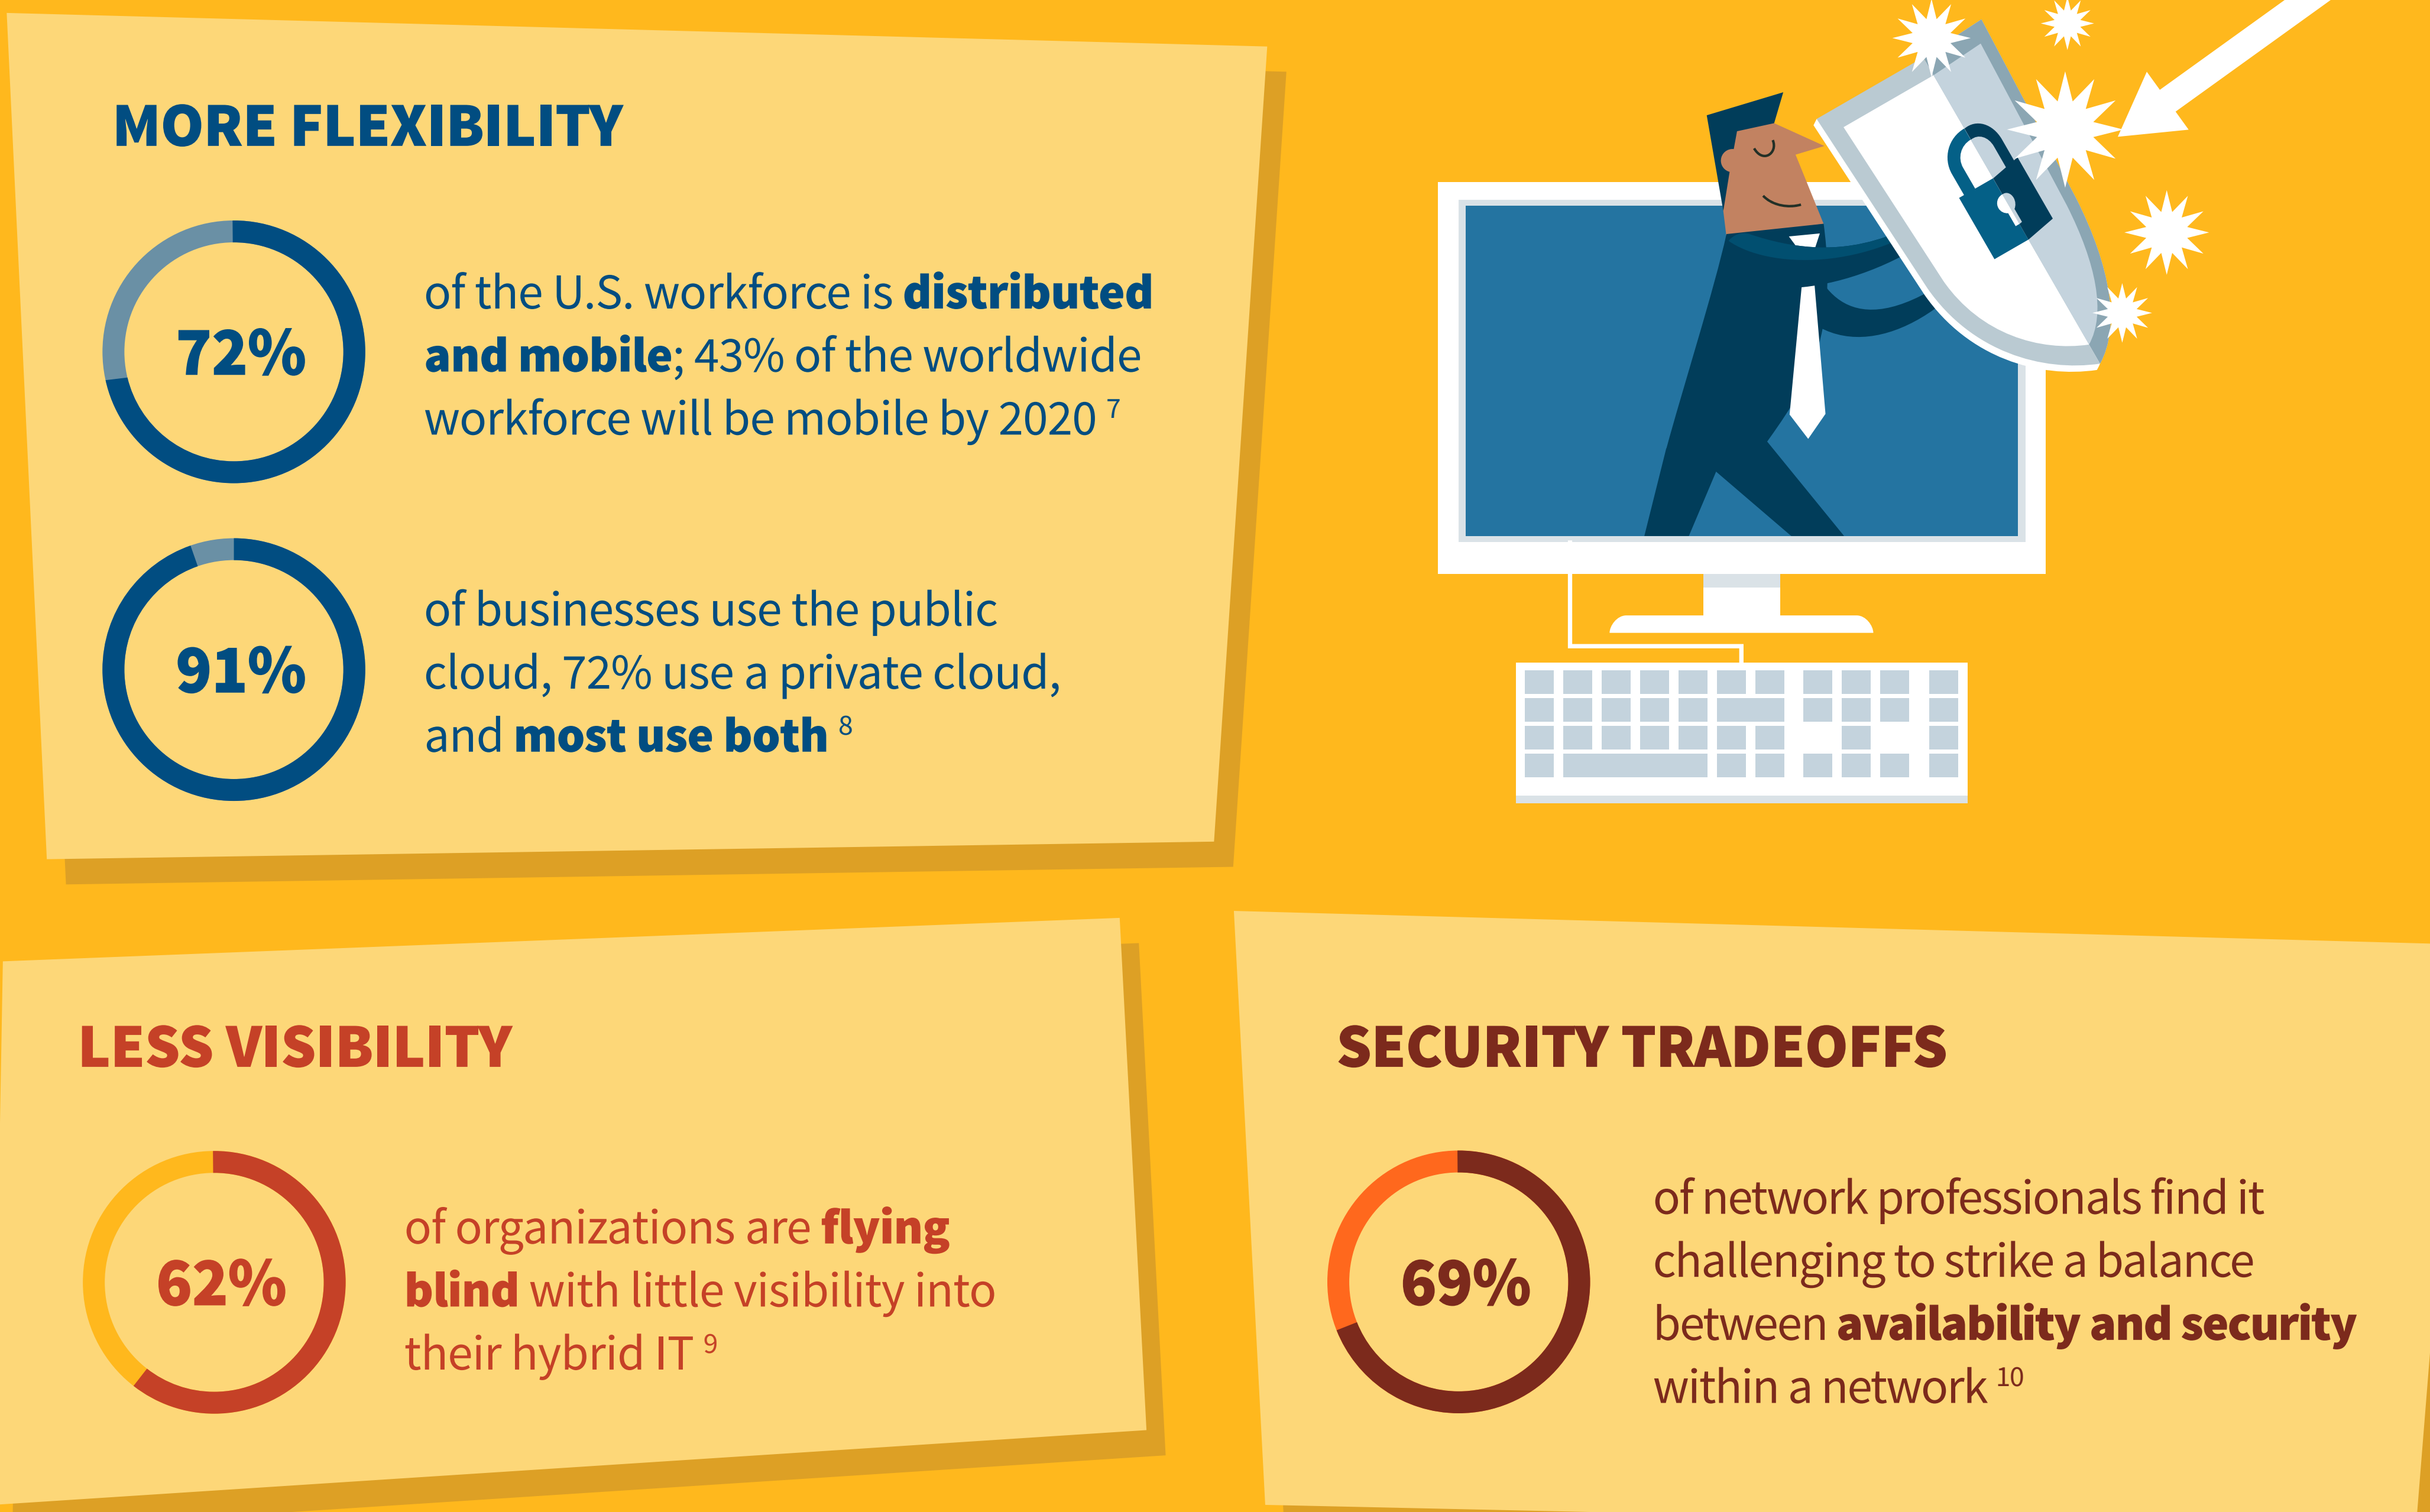 MORE FLEXIBILITY
72%
of the U.S. workforce is distributed
and mobile; 43% of the worldwide
workforce will be mobile by 2020 7
91%
of businesses use the public
cloud, 72% use a private cloud,
and most use both 8
LESS VISIBILITY
62%
of organizations are flying
blind with little visibility into
their hybrid IT 9
SECURITY TRADEOFFS
69%
of network professionals find it
challenging to strike a balance
between availability and security
within a network 10